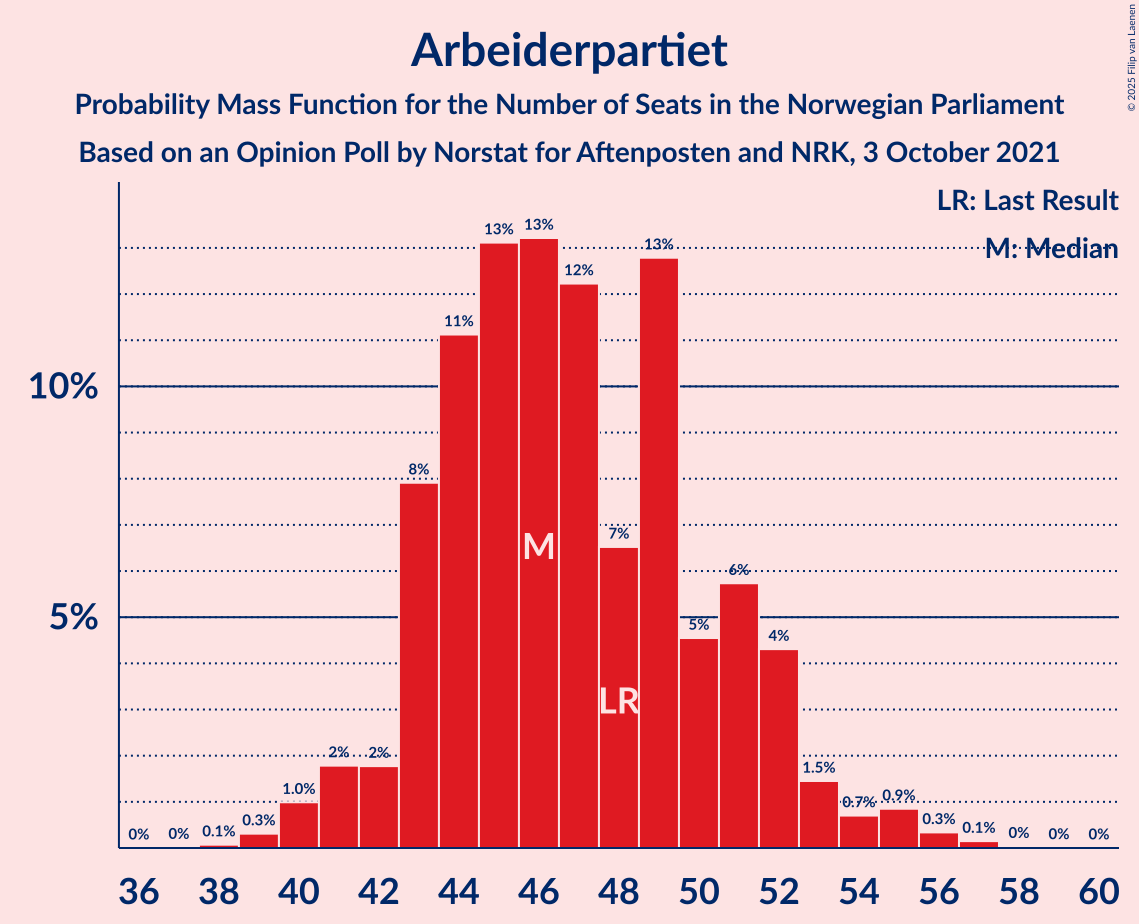 © 2025 Filip van Laenen
Arbeiderpartiet
Probability Mass Function for the Number of Seats in the Norwegian Parliament
Based on an Opinion Poll by Norstat for Aftenposten and NRK, 3 October 2021
LR: Last Result
M: Median
10%
5%
0% 0% 0.1% 0.3% 1.0% 2% 2% 8% 11% 13% 13% 12% 7% 13% 5% 6% 4% 1.5% 0.7% 0.9% 0.3% 0.1% 0% 0% 0%
M
LR
36 38 40 42 44 46 48 50 52 54 56 58 60